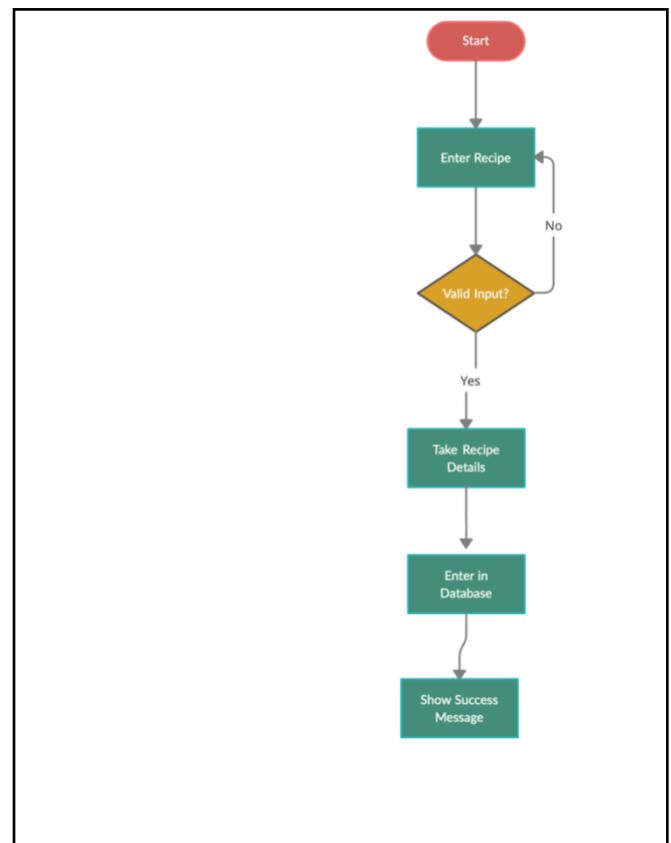 Start
Enter Recipe
No
Valid Input?
Yes
Take Recipe
Details
Enter in
Database
Show Success
Message